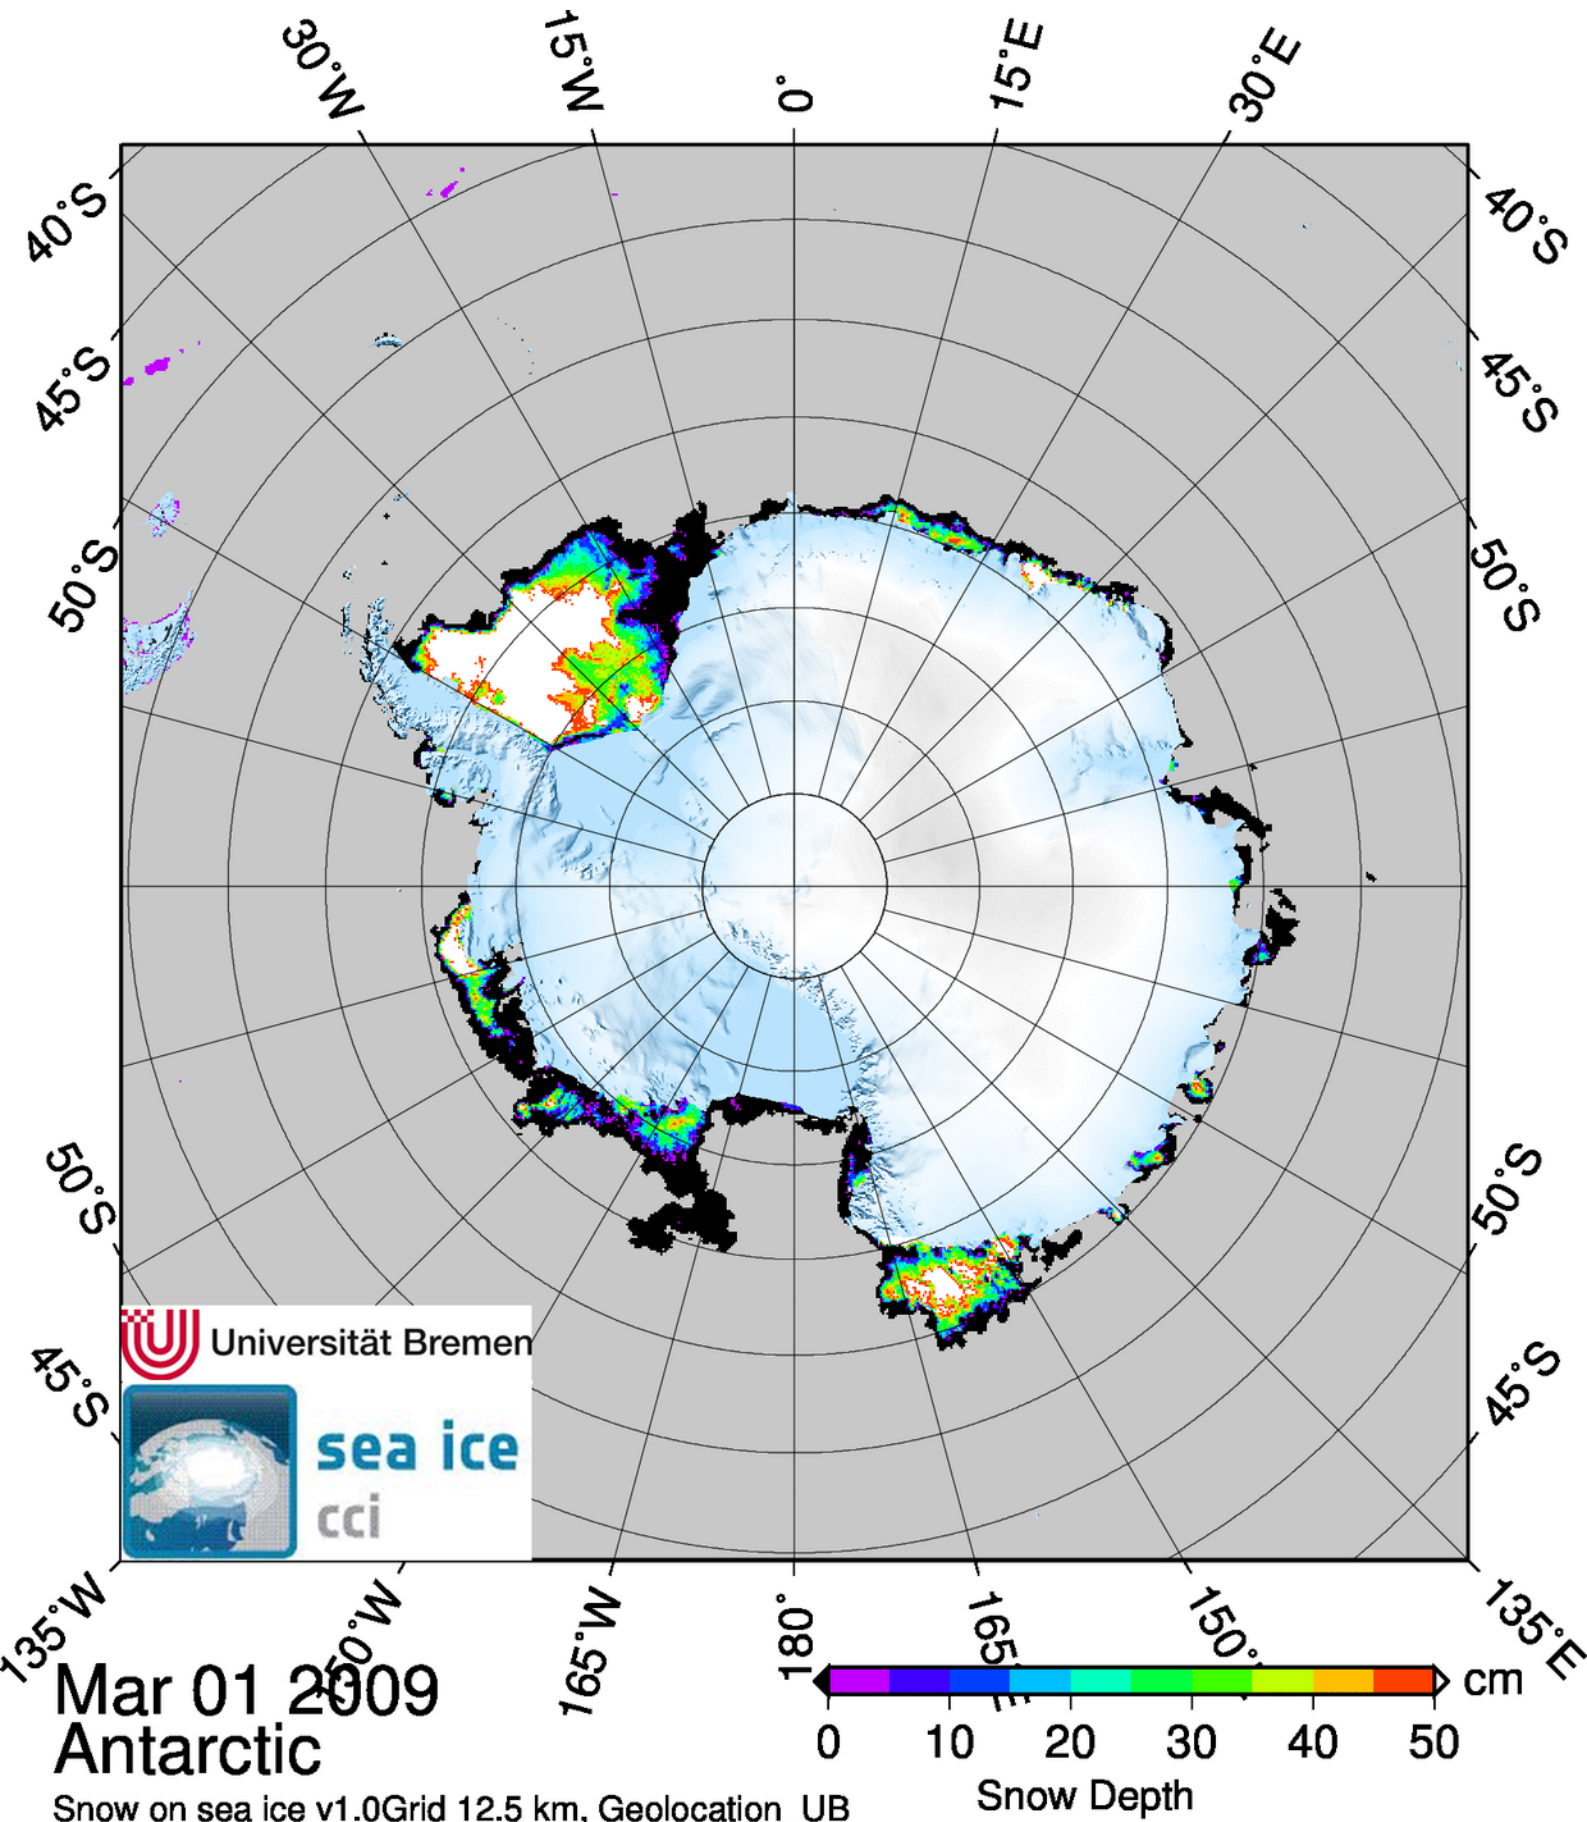 30°W 15°W 0° 15°E 30°E
40°S 40°S
45°S 45°S
50°S 50°S
50°S 50°S
45°S 45°S
Universität Bremen
sea ice
cci
135°W 165°W 180° 165° 150° 135°E
Mar 01 2009
Antarctic
Snow on sea ice v1.0Grid 12.5 km, Geolocation UB
cm
0 10 20 30 40 50
Snow Depth